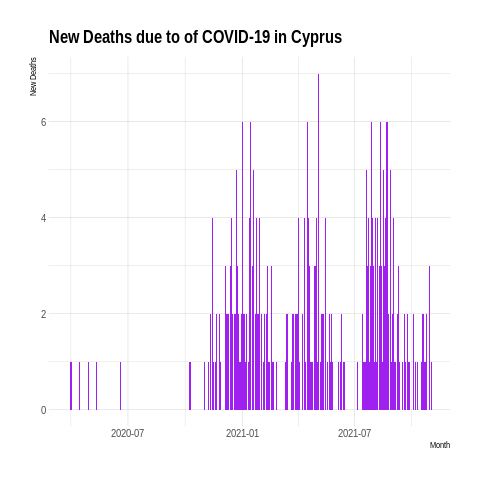 New Deaths due to of COVID-19 in Cyprus
New Deaths
6
4
2
0
2020-07
2021-01
2021-07
Month